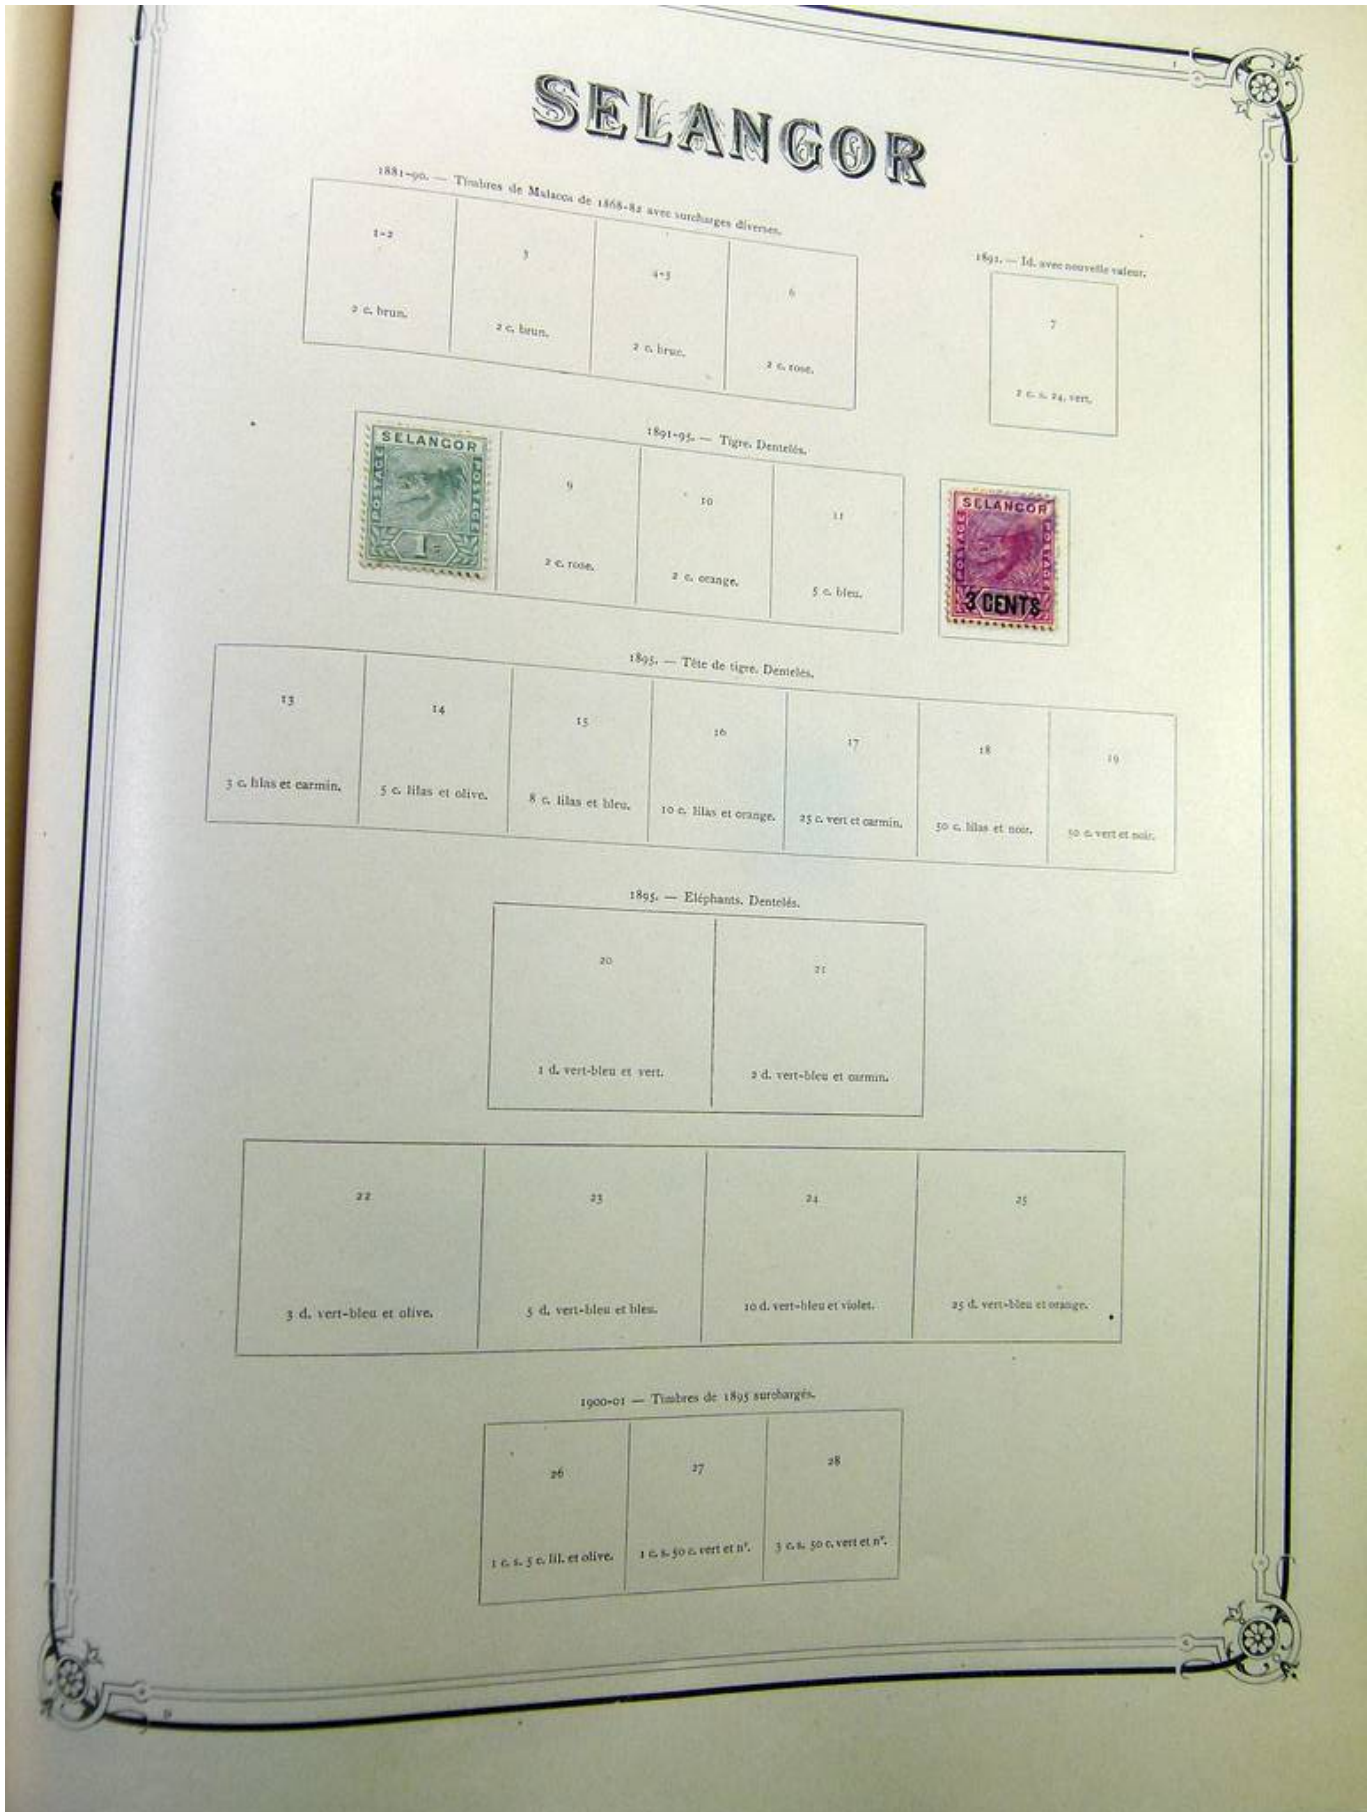 SELANGOR
1881-90. — Timbres de Malacca de 1868-82 avec surcharges diverses.
1-2
2 c. brun.
3
2 c. brun.
4-5
2 c. brun.
6
2 c. rose.
1891. — Id. avec nouvelle valeur.
7
2 c. s. 24. vert.
1891-95. — Tigre. Dentelés.
SELANGOR
POSTAGE
POSTAGE
1
9
2 c. rose.
10
2 c. orange.
11
5 c. bleu.
SELANGOR
POSTAGE
POSTAGE
3 CENTS
1895. — Tête de tigre. Dentelés.
13
3 c. lilas et carmin.
14
5 c. lilas et olive.
15
8 c. lilas et bleu.
16
10 c. lilas et orange.
17
25 c. vert et carmin.
18
50 c. lilas et noir.
19
50 c. vert et noir.
1895. — Eléphants. Dentelés.
20
1 d. vert-bleu et vert.
21
2 d. vert-bleu et carmin.
22
3 d. vert-bleu et olive.
23
5 d. vert-bleu et bleu.
24
10 d. vert-bleu et violet.
25
25 d. vert-bleu et orange.
1900-01 — Timbres de 1895 surchargés.
26
1 c. s. 5 c. lil. et olive.
27
1 c. s. 50 c. vert et nʳ.
28
3 c. s. 50 c. vert et nʳ.